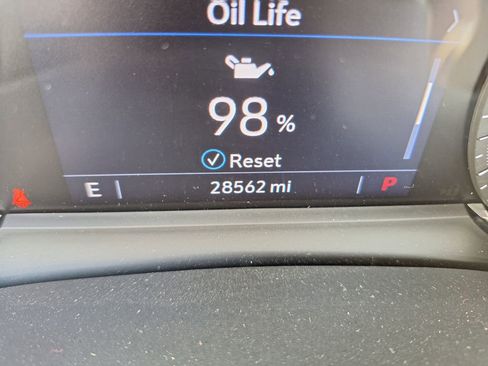 Oil Life
98 %
Reset
E 28562 mi P